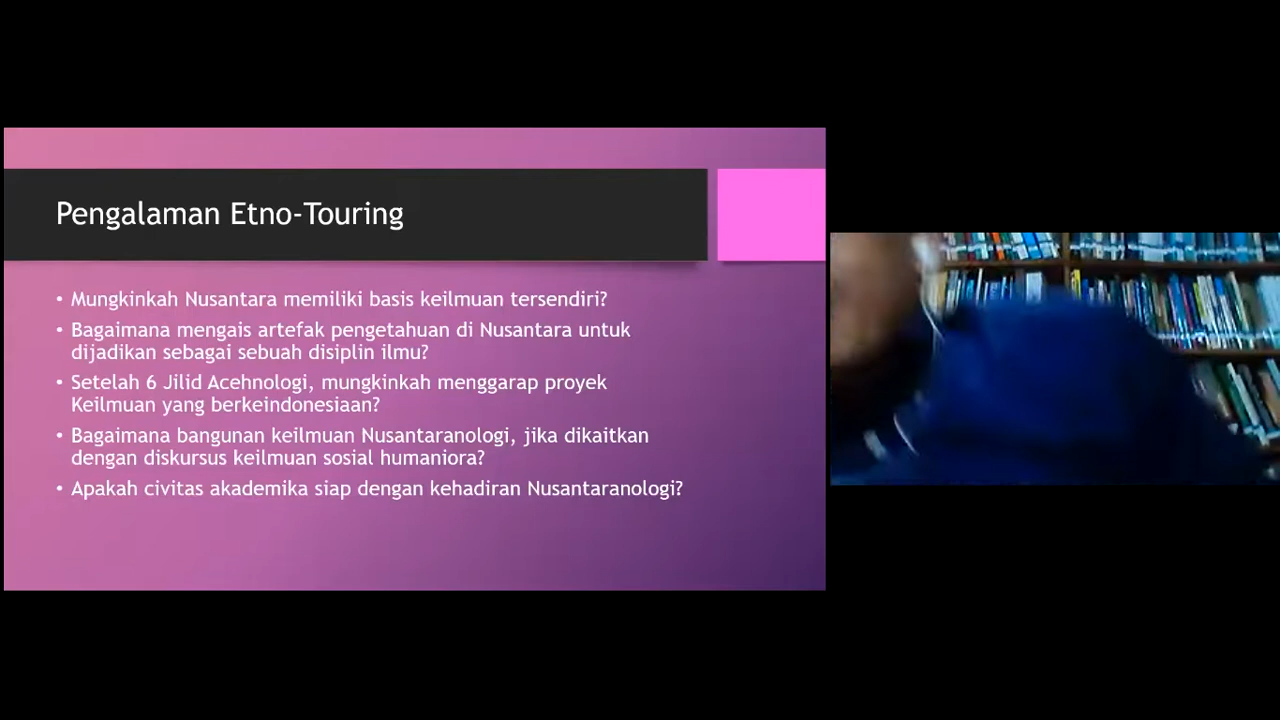 Pengalaman Etno-Touring
• Mungkinkah Nusantara memiliki basis keilmuan tersendiri?
• Bagaimana mengais artefak pengetahuan di Nusantara untuk
dijadikan sebagai sebuah disiplin ilmu?
• Setelah 6 Jilid Acehnologi, mungkinkah menggarap proyek
Keilmuan yang berkeindonesiaan?
• Bagaimana bangunan keilmuan Nusantaranologi, jika dikaitkan
dengan diskursus keilmuan sosial humaniora?
• Apakah civitas akademika siap dengan kehadiran Nusantaranologi?